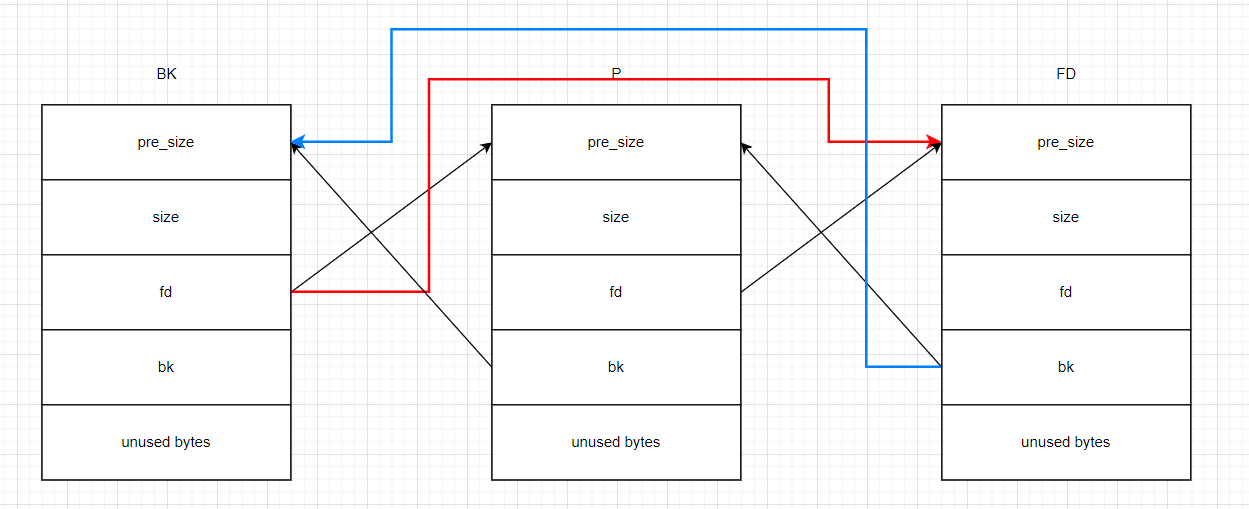 BK
P
FD
pre_size
pre_size
pre_size
size
size
size
fd
fd
fd
bk
bk
bk
unused bytes
unused bytes
unused bytes